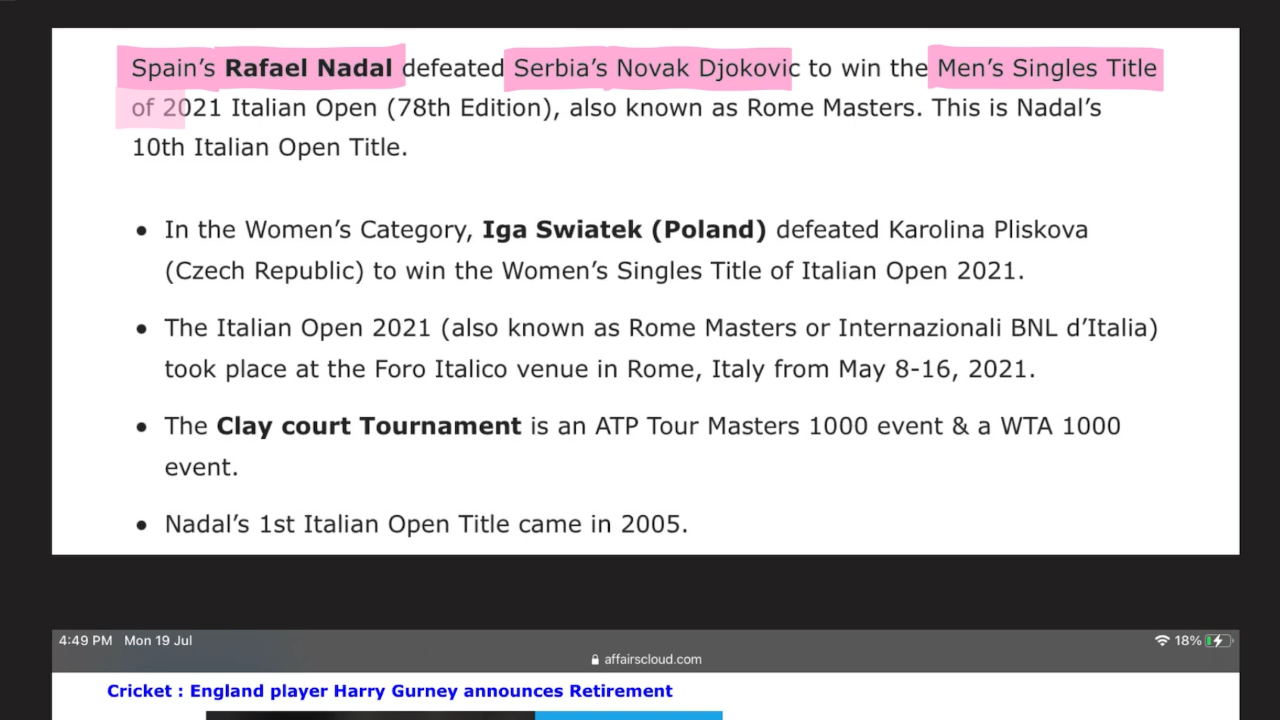 Spain’s Rafael Nadal defeated Serbia’s Novak Djokovic to win the Men’s Singles Title
of 2021 Italian Open (78th Edition), also known as Rome Masters. This is Nadal’s
10th Italian Open Title.
• In the Women’s Category, Iga Swiatek (Poland) defeated Karolina Pliskova
(Czech Republic) to win the Women’s Singles Title of Italian Open 2021.
• The Italian Open 2021 (also known as Rome Masters or Internazionali BNL d’Italia)
took place at the Foro Italico venue in Rome, Italy from May 8-16, 2021.
• The Clay court Tournament is an ATP Tour Masters 1000 event & a WTA 1000
event.
• Nadal’s 1st Italian Open Title came in 2005.
4:49 PM Mon 19 Jul 18%
affairscloud.com
Cricket : England player Harry Gurney announces Retirement